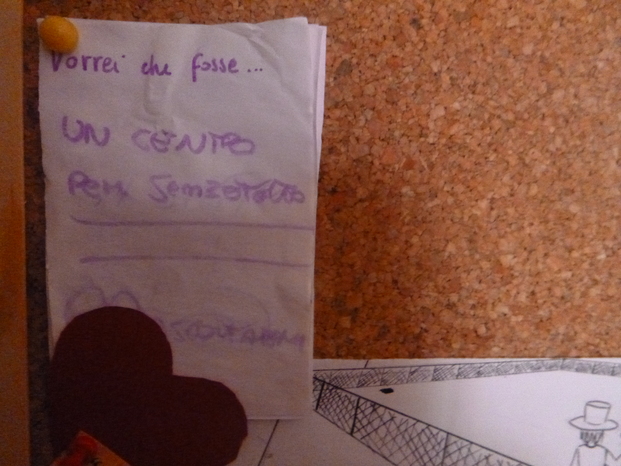 Vorrei che fosse...
UN CENTRO
PER SENZATETTO